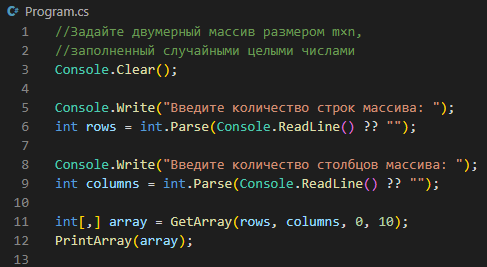 C# Program.cs
1 //Задайте двумерный массив размером m×n,
2 //заполненный случайными целыми числами
3 Console.Clear();
4
5 Console.Write("Введите количество строк массива: ");
6 int rows = int.Parse(Console.ReadLine() ?? "");
7
8 Console.Write("Введите количество столбцов массива: ");
9 int columns = int.Parse(Console.ReadLine() ?? "");
10
11 int[,] array = GetArray(rows, columns, 0, 10);
12 PrintArray(array);
13